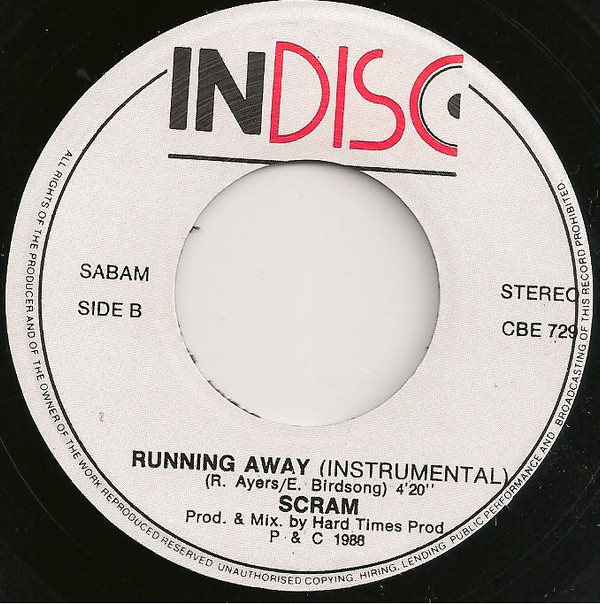 INDISC
SABAM
SIDE B
STEREO
CBE 729
RUNNING AWAY (INSTRUMENTAL)
(R. Ayers/E. Birdsong) 4'20''
SCRAM
Prod. & Mix. by Hard Times Prod
P & C 1988
ALL RIGHTS OF THE PRODUCER AND OF THE OWNER OF THE WORK REPRODUCED RESERVED UNAUTHORISED COPYING, HIRING, LENDING PUBLIC PERFORMANCE AND BROADCASTING OF THIS RECORD PROHIBITED.